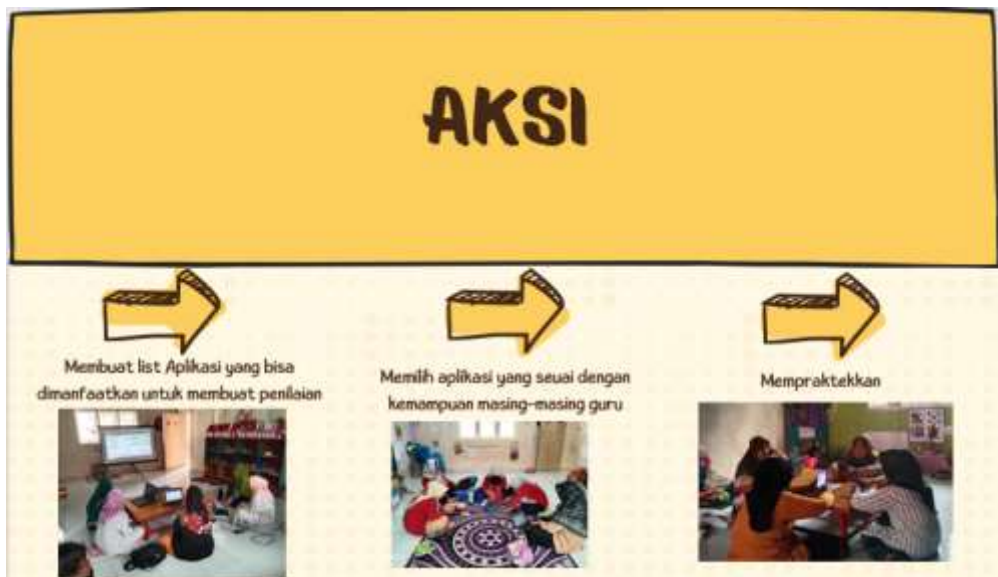 AKSI
Membuat list Aplikasi yang bisa
dimanfaatkan untuk membuat penilaian
Memilih aplikasi yang seuai dengan
kemampuan masing-masing guru
Mempraktekkan